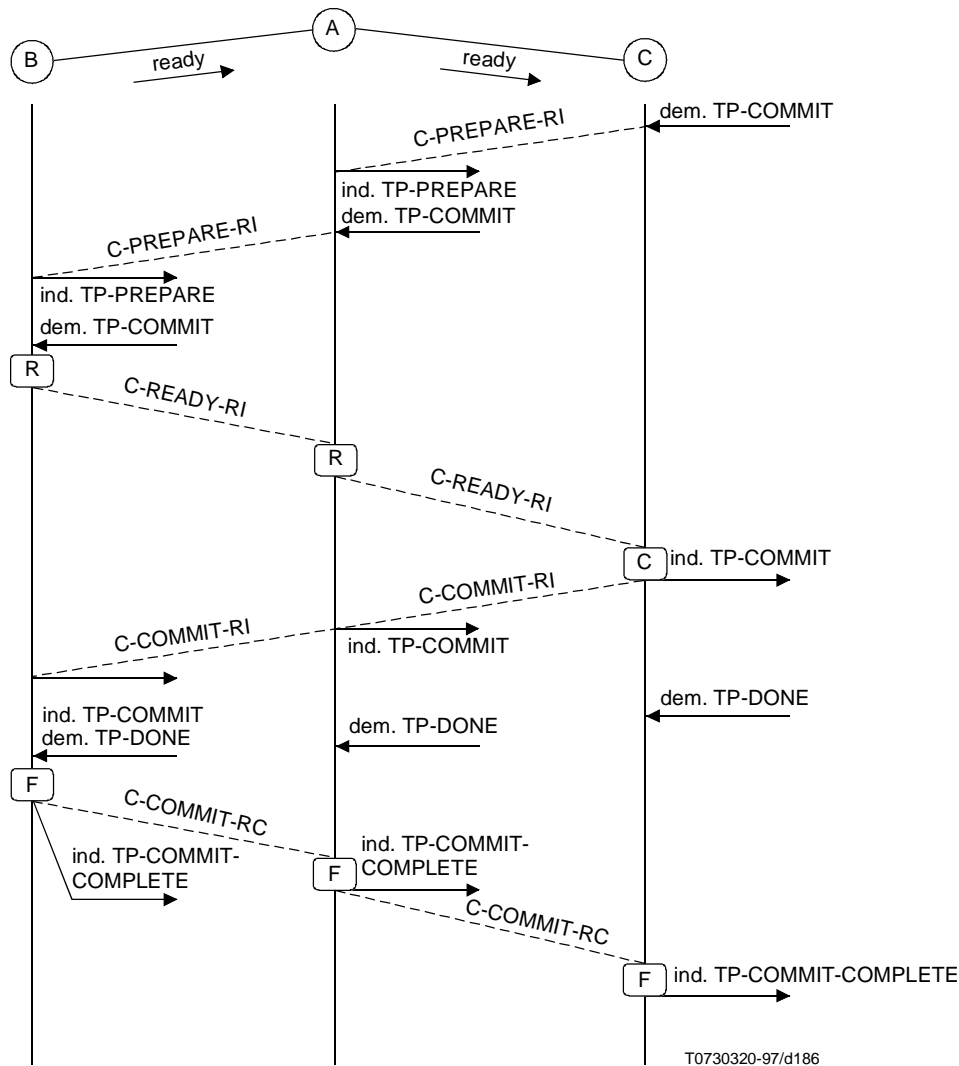 A
B
C
ready
ready
dem. TP-COMMIT
C-PREPARE-RI
ind. TP-PREPARE
dem. TP-COMMIT
C-PREPARE-RI
ind. TP-PREPARE
dem. TP-COMMIT
R
C-READY-RI
R
C-READY-RI
C
ind. TP-COMMIT
C-COMMIT-RI
C-COMMIT-RI
ind. TP-COMMIT
ind. TP-COMMIT
dem. TP-DONE
dem. TP-DONE
dem. TP-DONE
F
C-COMMIT-RC
ind. TP-COMMIT-
COMPLETE
ind. TP-COMMIT-
COMPLETE
F
C-COMMIT-RC
F
ind. TP-COMMIT-COMPLETE
T0730320-97/d186